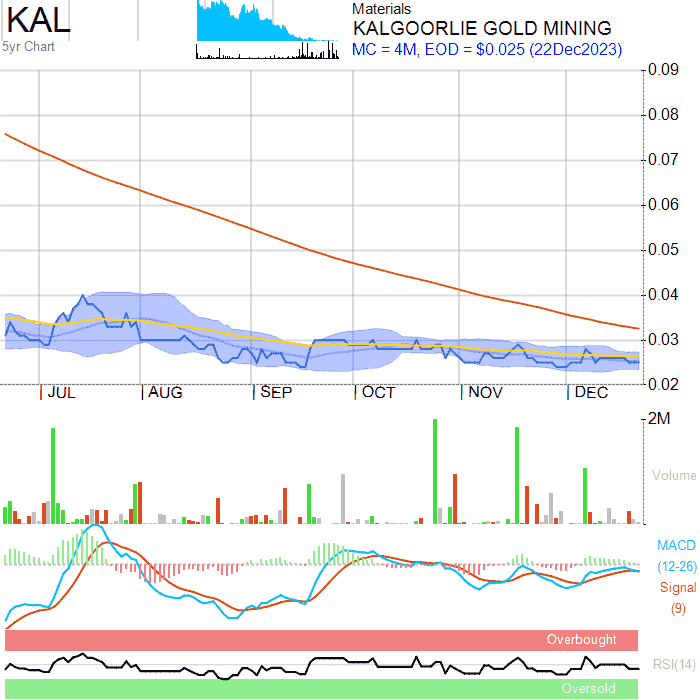 KAL
5yr Chart
Materials
KALGOORLIE GOLD MINING
MC = 4M, EOD = $0.025 (22Dec2023)
0.09
0.08
0.07
0.06
0.05
0.04
0.03
0.02
JUL AUG SEP OCT NOV DEC
2M
Volume
MACD
(12-26)
Signal
(9)
Overbought
RSI(14)
Oversold